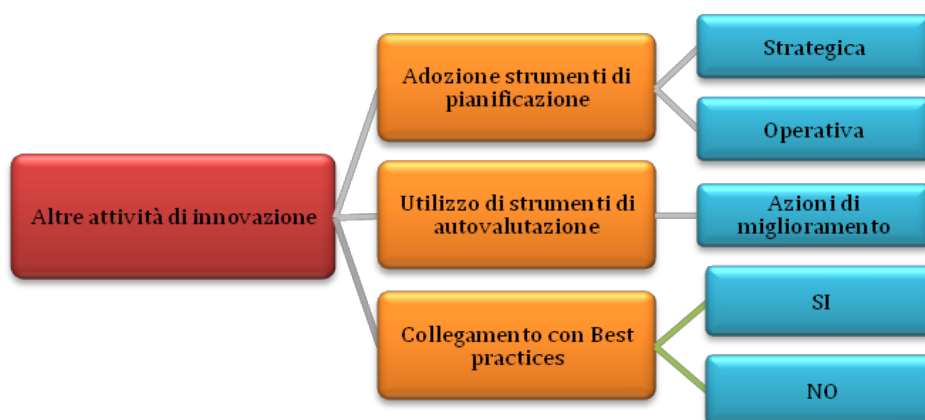 Altre attività di innovazione
Adozione strumenti di
pianificazione
Strategica
Operativa
Utilizzo di strumenti di
autovalutazione
Azioni di
miglioramento
Collegamento con Best
practices
SI
NO